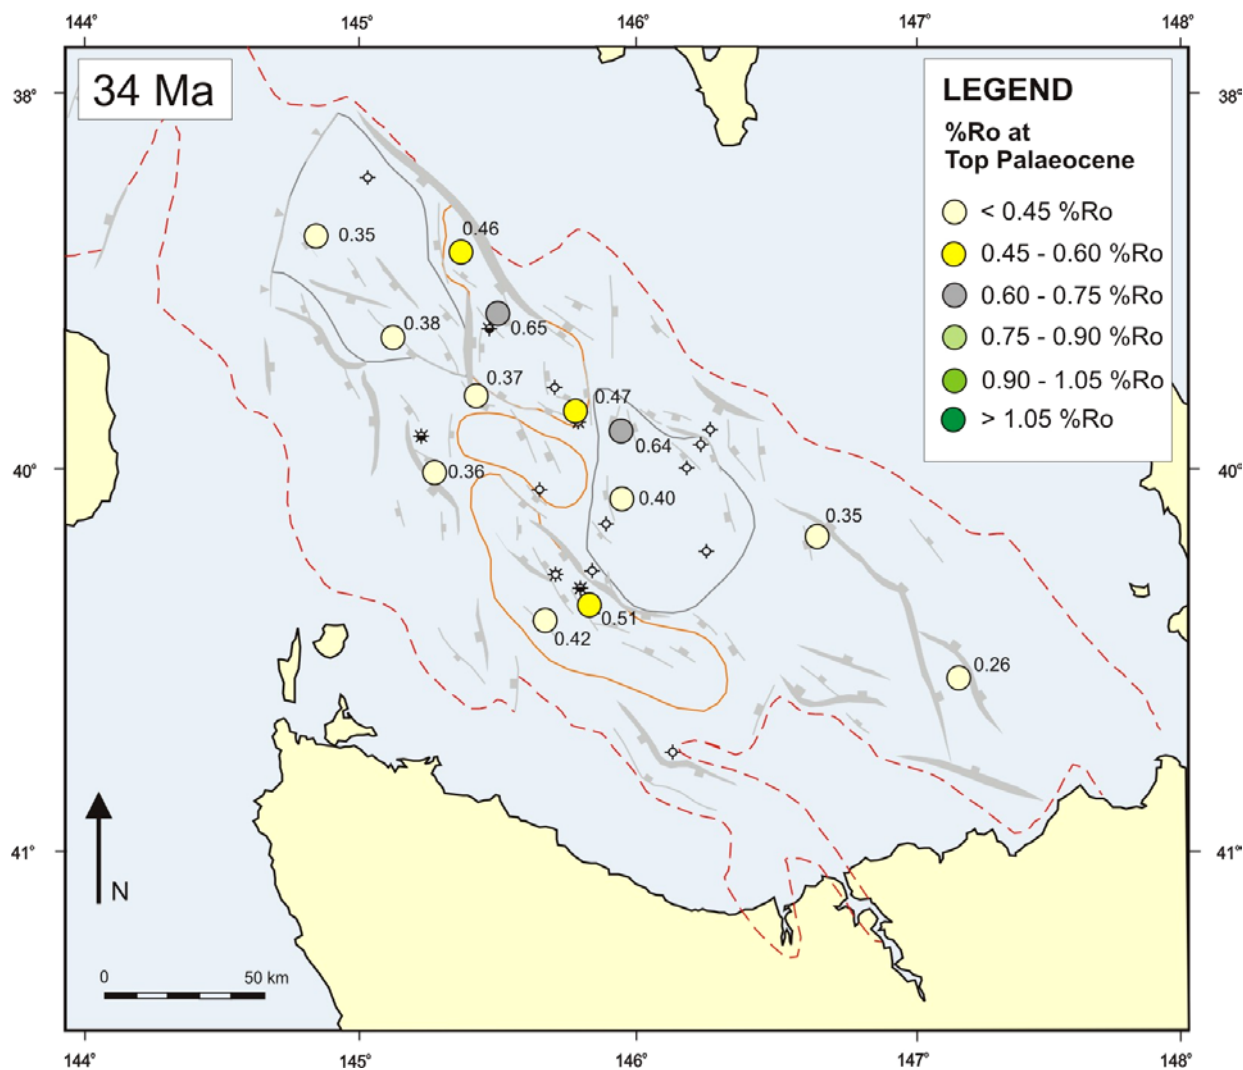 144°
145°
146°
147°
148°
34 Ma
38°
38°
LEGEND
%Ro at
Top Palaeocene
< 0.45 %Ro
0.45 - 0.60 %Ro
0.60 - 0.75 %Ro
0.75 - 0.90 %Ro
0.90 - 1.05 %Ro
> 1.05 %Ro
0.35
0.46
0.38
0.65
0.37
0.47
0.64
40°
40°
0.36
0.40
0.35
0.51
0.42
0.26
41°
41°
N
0
50 km
144°
145°
146°
147°
148°